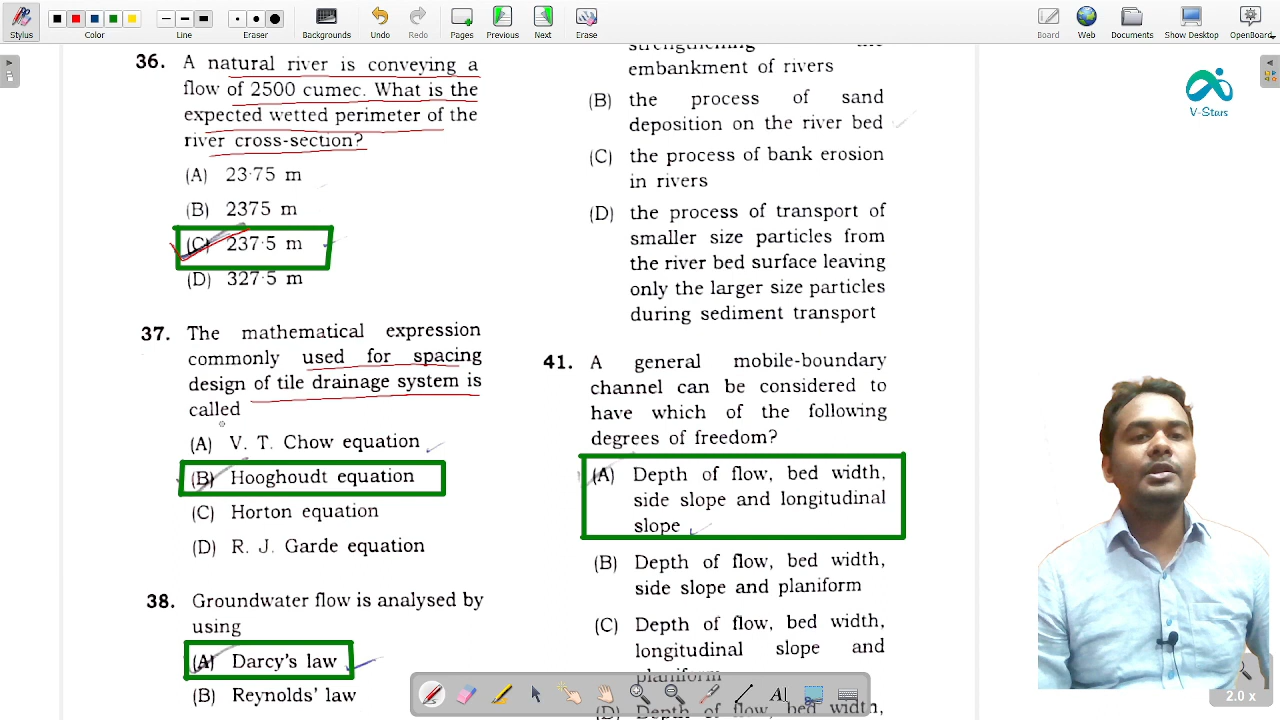 Stylus
Color
Line
Eraser
Backgrounds
Undo
Redo
Pages
Previous
Next
Erase
Board
Web
Documents
Show Desktop
OpenBoard
36. A natural river is conveying a
flow of 2500 cumec. What is the
expected wetted perimeter of the
river cross-section?
(A) 23·75 m
(B) 2375 m
(C) 237·5 m
(D) 327·5 m
37. The mathematical expression
commonly used for spacing
design of tile drainage system is
called
(A) V. T. Chow equation
(B) Hooghoudt equation
(C) Horton equation
(D) R. J. Garde equation
38. Groundwater flow is analysed by
using
(A) Darcy's law
(B) Reynolds' law
strengthening the
embankment of rivers
(B) the process of sand
deposition on the river bed
(C) the process of bank erosion
in rivers
(D) the process of transport of
smaller size particles from
the river bed surface leaving
only the larger size particles
during sediment transport
41. A general mobile-boundary
channel can be considered to
have which of the following
degrees of freedom?
(A) Depth of flow, bed width,
side slope and longitudinal
slope
(B) Depth of flow, bed width,
side slope and planiform
(C) Depth of flow, bed width,
longitudinal slope and
planiform
(D) Depth of flow, bed width,
V-Stars
2.0 x